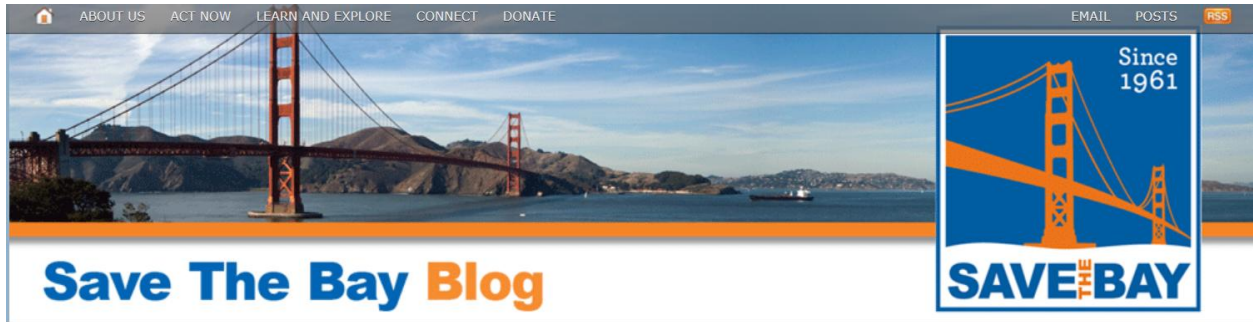 ABOUT US ACT NOW LEARN AND EXPLORE CONNECT DONATE EMAIL POSTS RSS
Since
1961
SAVE THE BAY
Save The Bay Blog